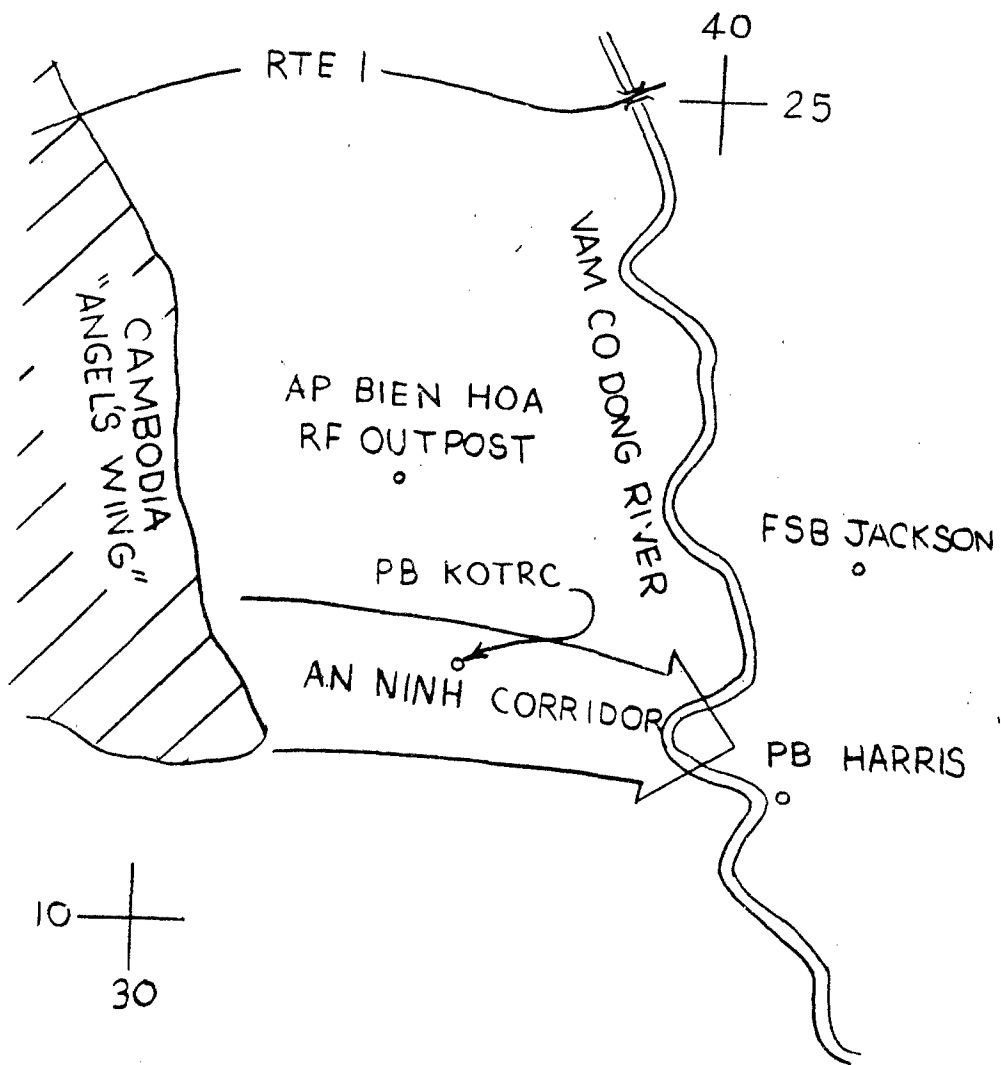 40
RTE 1
25
VAM CO DONG RIVER
CAMBODIA
"ANGEL'S WING"
AP BIEN HOA
RF OUTPOST
FSB JACKSON
PB KOTRC
AN NINH CORRIDOR
PB HARRIS
10
30